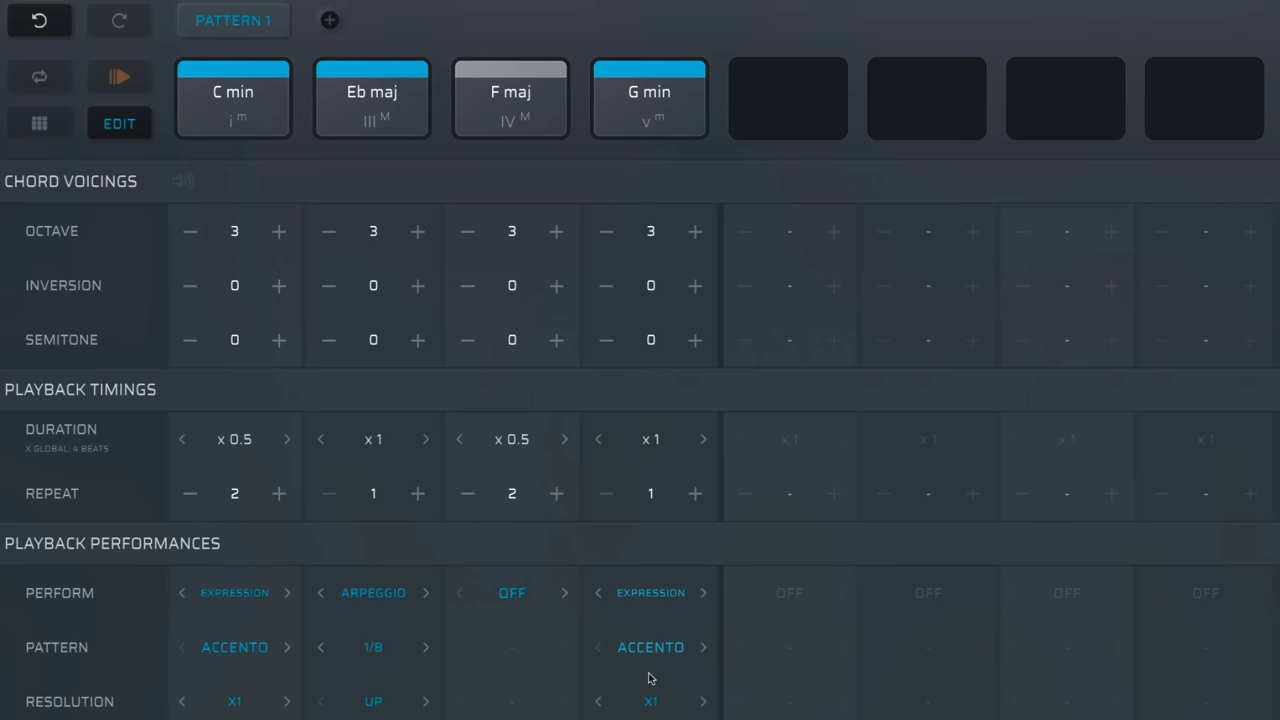 PATTERN 1
C min Eb maj F maj G min
i m III M IV M v m
EDIT
CHORD VOICINGS
OCTAVE - 3 + - 3 + - 3 + - 3 + - - + - - + - - + - - +
INVERSION - 0 + - 0 + - 0 + - 0 + - - + - - + - - + - - +
SEMITONE - 0 + - 0 + - 0 + - 0 + - - + - - + - - + - - +
PLAYBACK TIMINGS
DURATION < x 0.5 > < x 1 > < x 0.5 > < x 1 > x 1 x 1 x 1 x 1
X GLOBAL: 4 BEATS
REPEAT - 2 + - 1 + - 2 + - 1 + - - + - - + - - + - - +
PLAYBACK PERFORMANCES
PERFORM < EXPRESSION > < ARPEGGIO > < OFF > < EXPRESSION > OFF OFF OFF OFF
PATTERN < ACCENTO > < 1/8 > - < ACCENTO > - - - -
RESOLUTION < X1 > < UP > - < X1 > - - - -